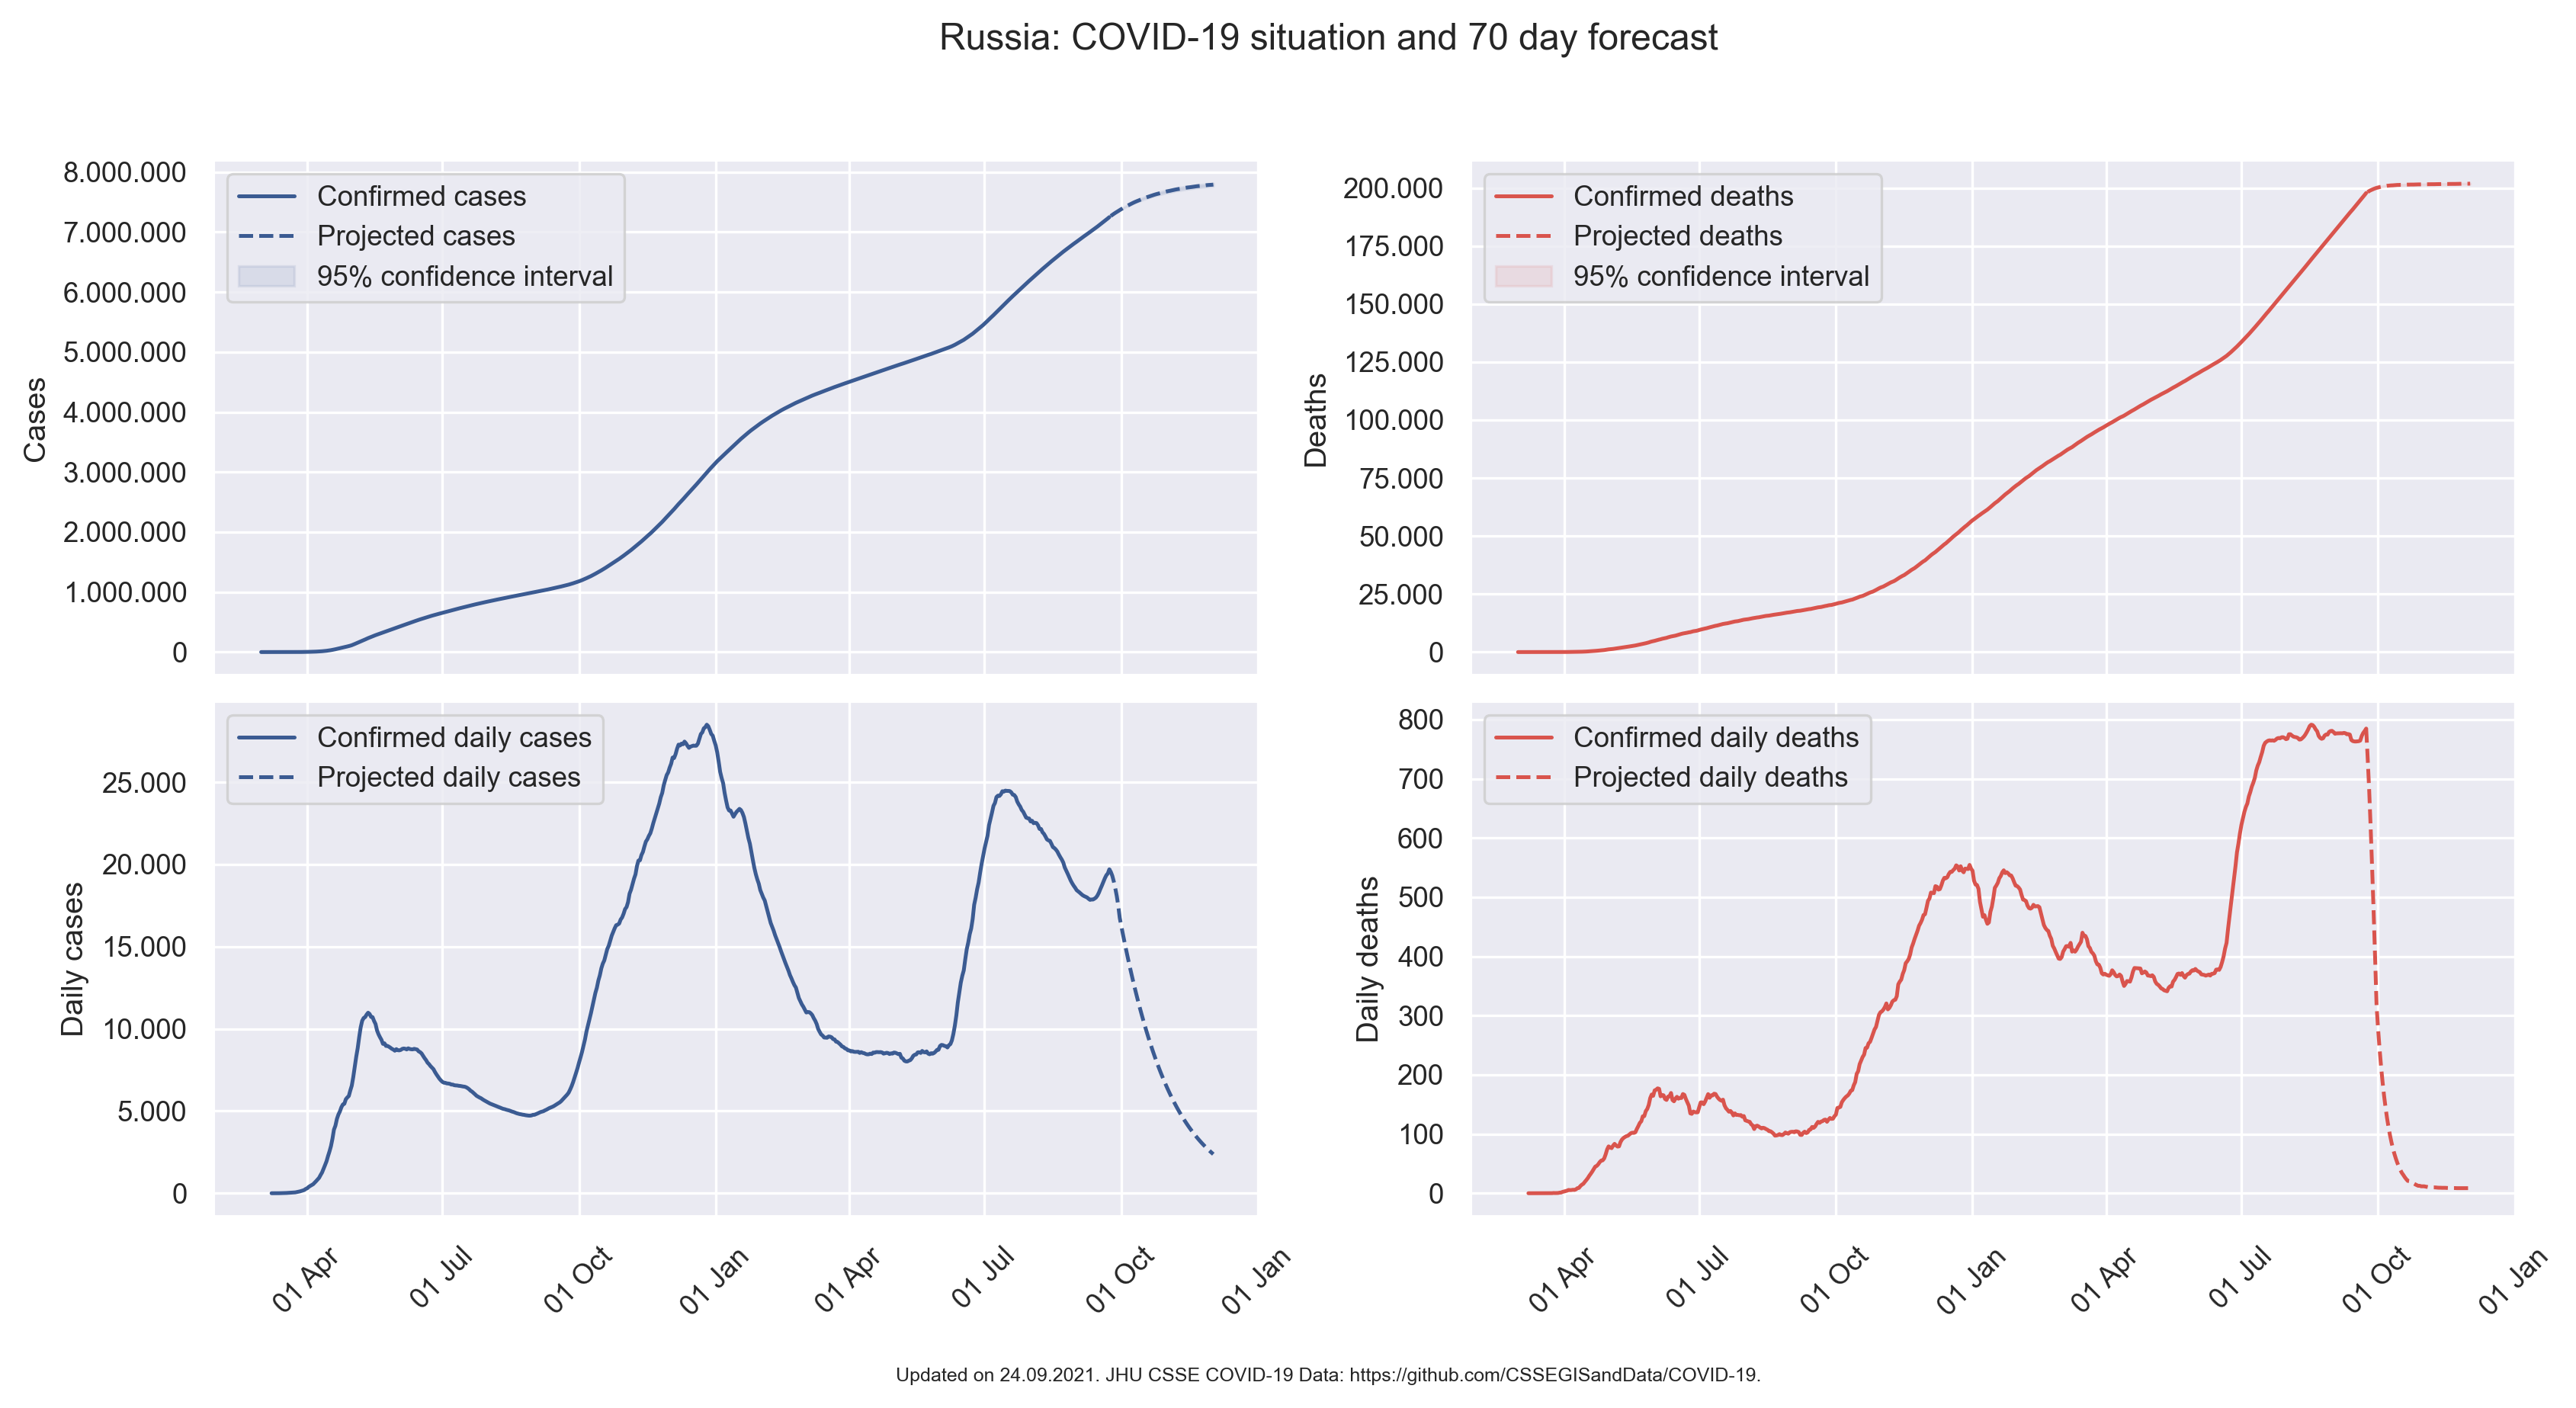 Russia: COVID-19 situation and 70 day forecast
8.000.000
7.000.000
6.000.000
5.000.000
4.000.000
3.000.000
2.000.000
1.000.000
0
Cases
Confirmed cases
Projected cases
95% confidence interval
200.000
175.000
150.000
125.000
100.000
75.000
50.000
25.000
0
Deaths
Confirmed deaths
Projected deaths
95% confidence interval
25.000
20.000
15.000
10.000
5.000
0
Daily cases
Confirmed daily cases
Projected daily cases
01 Apr
01 Jul
01 Oct
01 Jan
01 Apr
01 Jul
01 Oct
01 Jan
800
700
600
500
400
300
200
100
0
Daily deaths
Confirmed daily deaths
Projected daily deaths
01 Apr
01 Jul
01 Oct
01 Jan
01 Apr
01 Jul
01 Oct
01 Jan
Updated on 24.09.2021. JHU CSSE COVID-19 Data: https://github.com/CSSEGISandData/COVID-19.